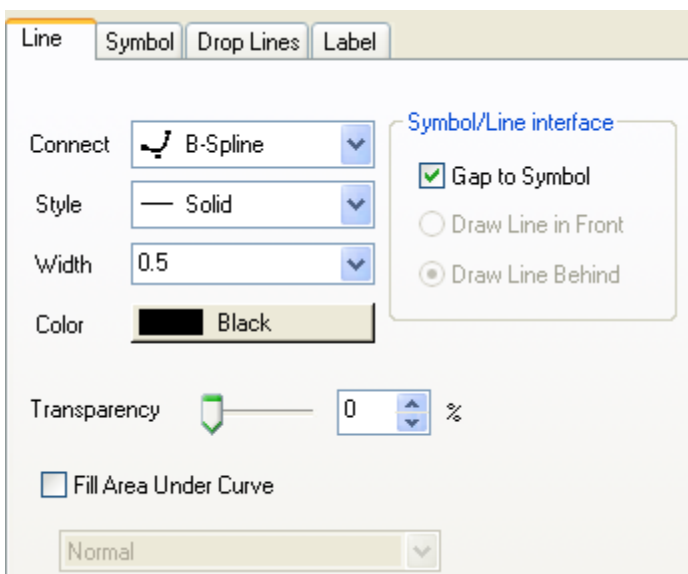 Line Symbol Drop Lines Label
Symbol/Line interface
Connect B-Spline
Gap to Symbol
Style Solid
Draw Line in Front
Width 0.5
Draw Line Behind
Color Black
Transparency 0 %
Fill Area Under Curve
Normal